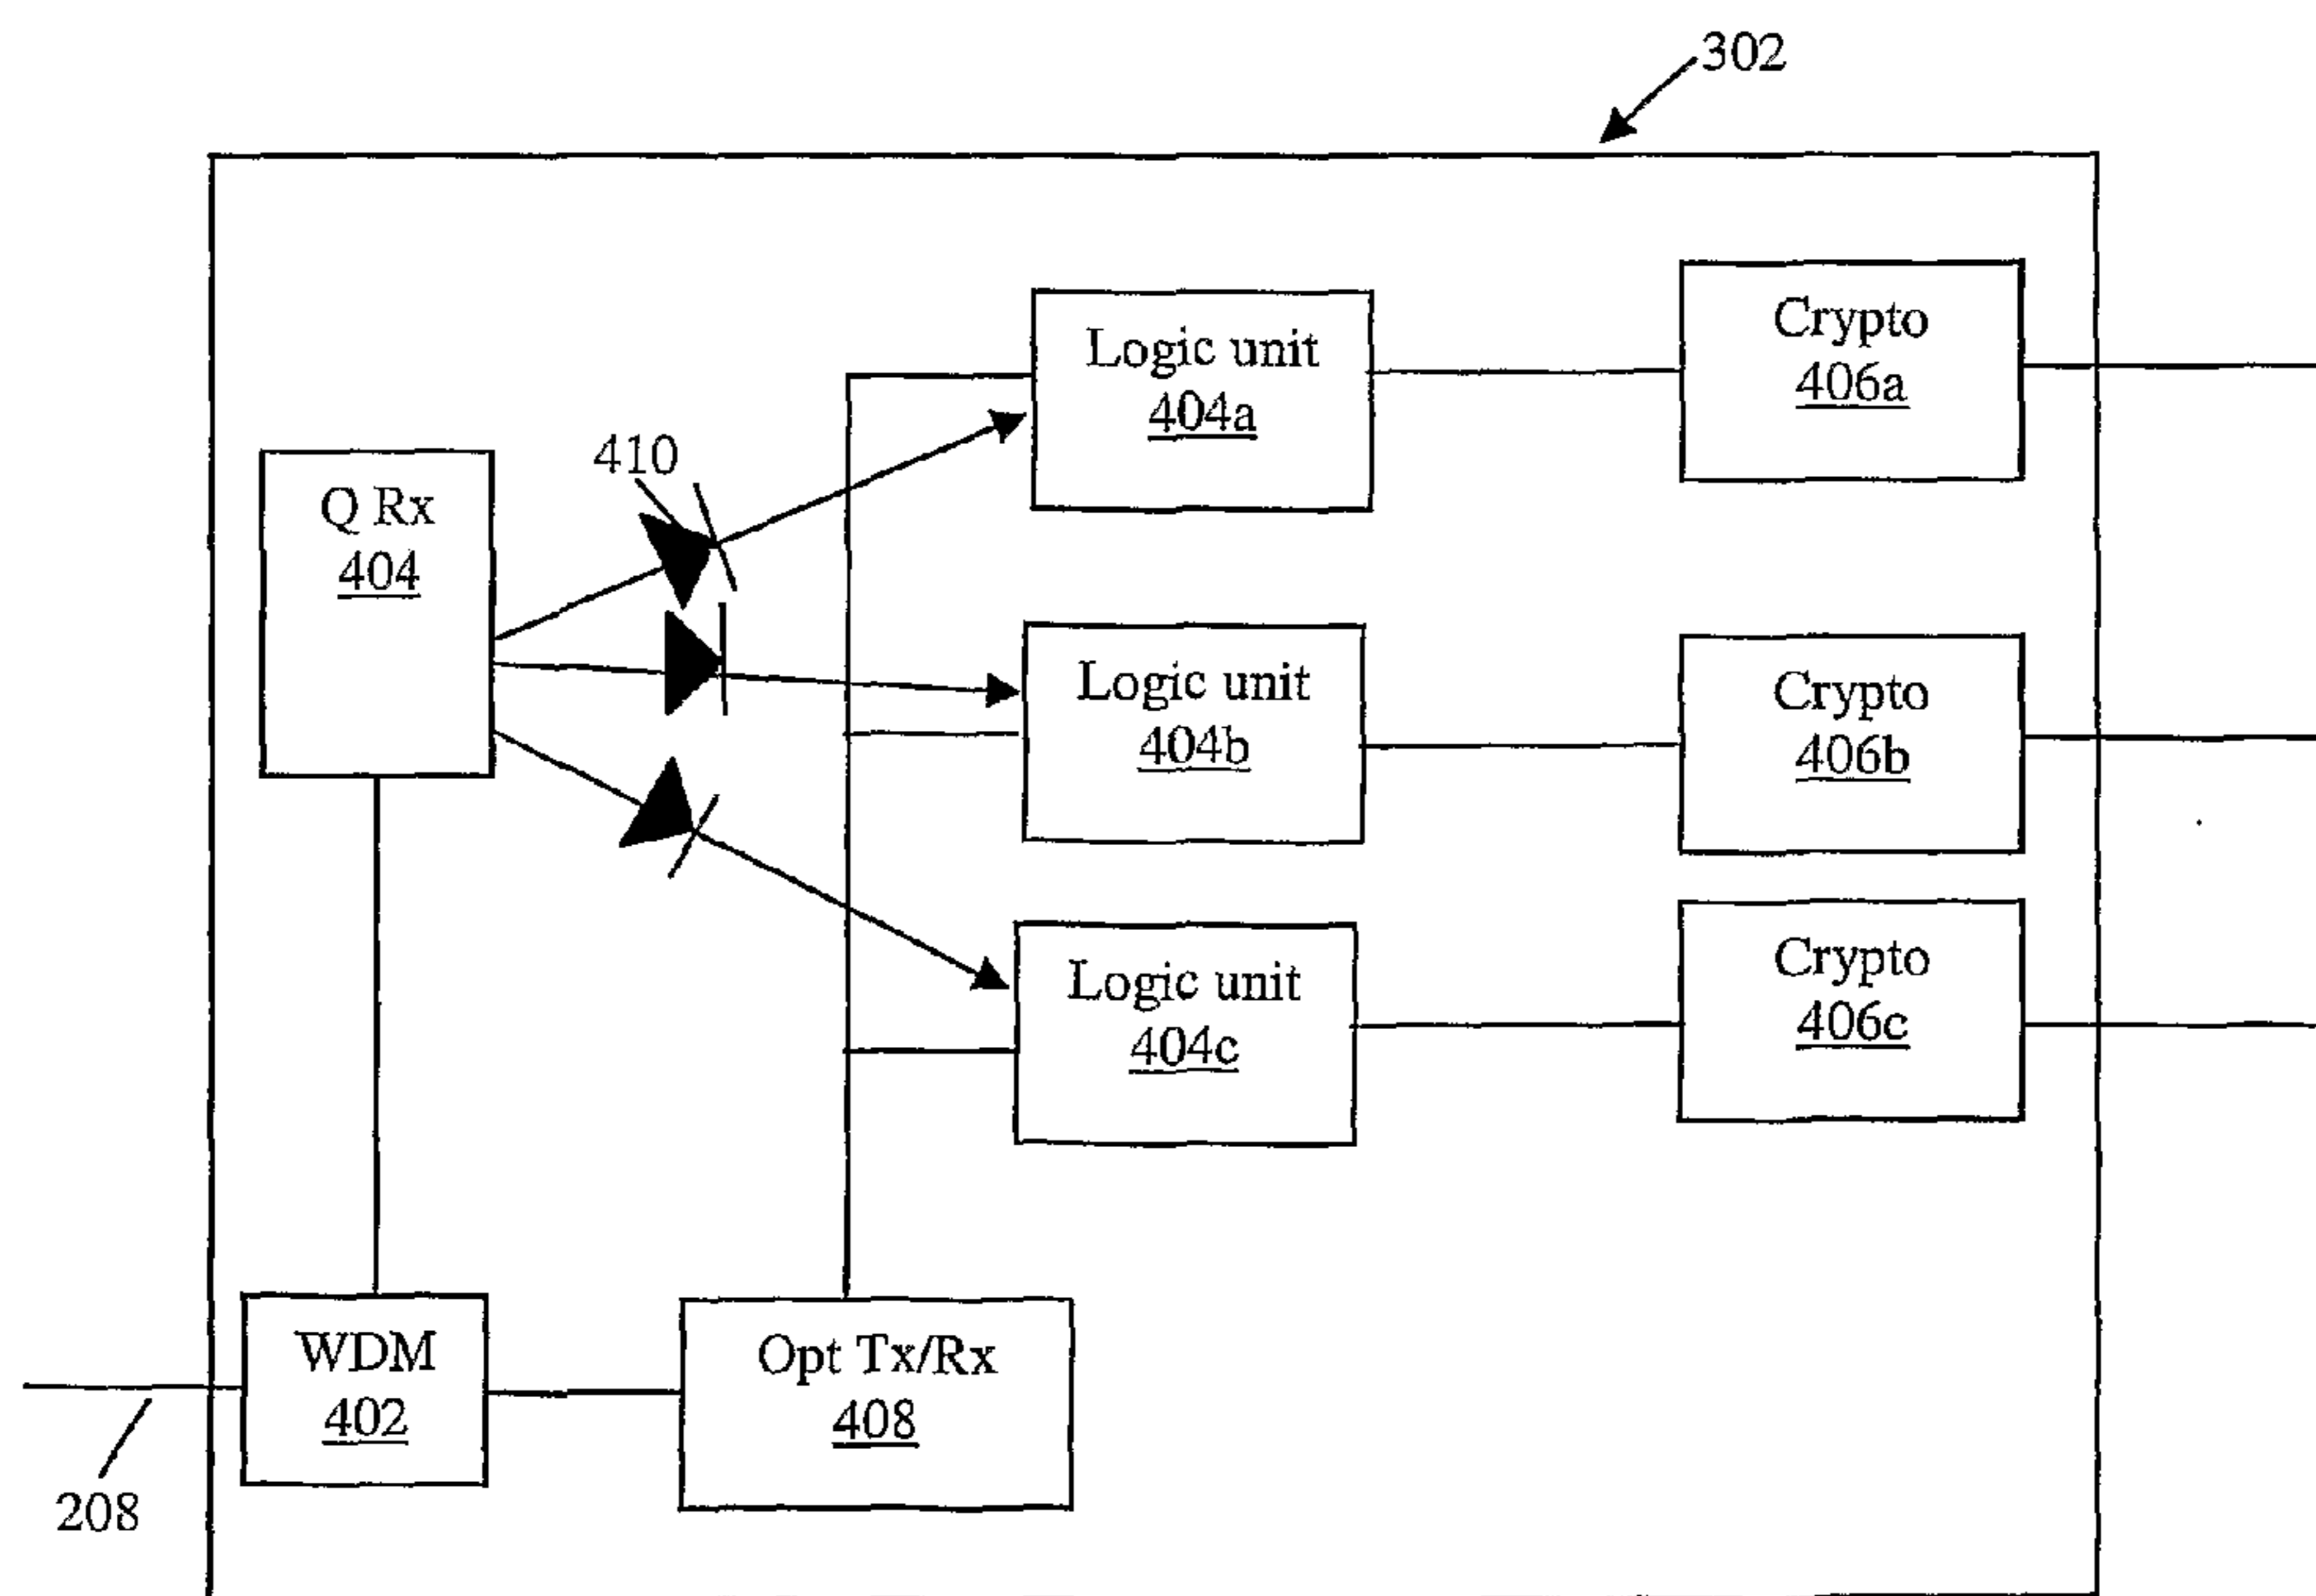 302
Logic unit
404a
Crypto
406a
410
Q Rx
404
Logic unit
404b
Crypto
406b
Logic unit
404c
Crypto
406c
WDM
402
Opt Tx/Rx
408
208